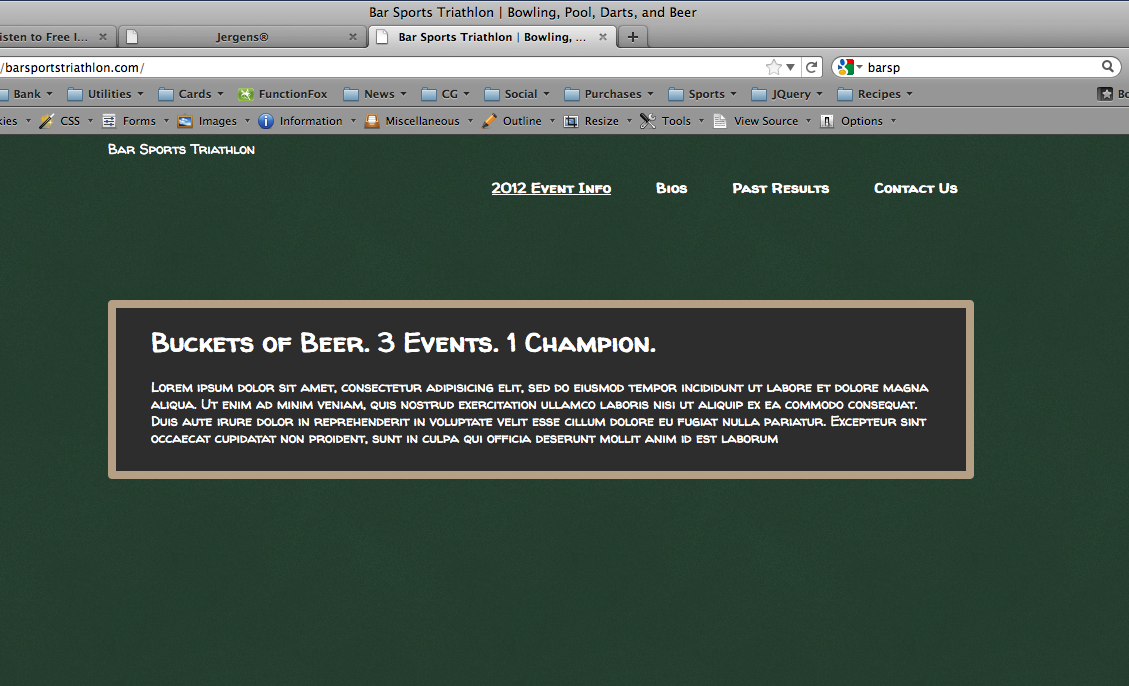 Bar Sports Triathlon | Bowling, Pool, Darts, and Beer
isten to Free I... Jergens® Bar Sports Triathlon | Bowling, ...
/barsportstriathlon.com/ barsp
Bank Utilities Cards FunctionFox News CG Social Purchases Sports JQuery Recipes Bo
kies CSS Forms Images Information Miscellaneous Outline Resize Tools View Source Options
Bar Sports Triathlon
2012 Event Info Bios Past Results Contact Us
Buckets of Beer. 3 Events. 1 Champion.
Lorem ipsum dolor sit amet, consectetur adipisicing elit, sed do eiusmod tempor incididunt ut labore et dolore magna
aliqua. Ut enim ad minim veniam, quis nostrud exercitation ullamco laboris nisi ut aliquip ex ea commodo consequat.
Duis aute irure dolor in reprehenderit in voluptate velit esse cillum dolore eu fugiat nulla pariatur. Excepteur sint
occaecat cupidatat non proident, sunt in culpa qui officia deserunt mollit anim id est laborum